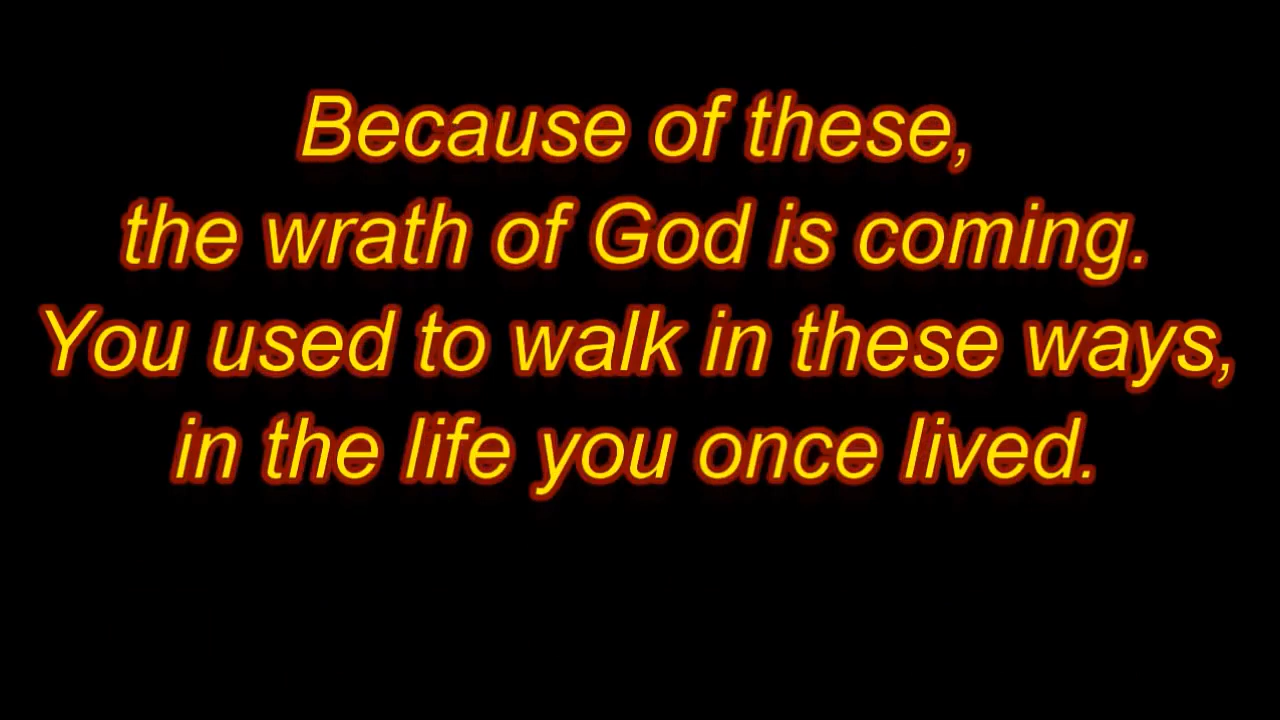 Because of these,
the wrath of God is coming.
You used to walk in these ways,
in the life you once lived.